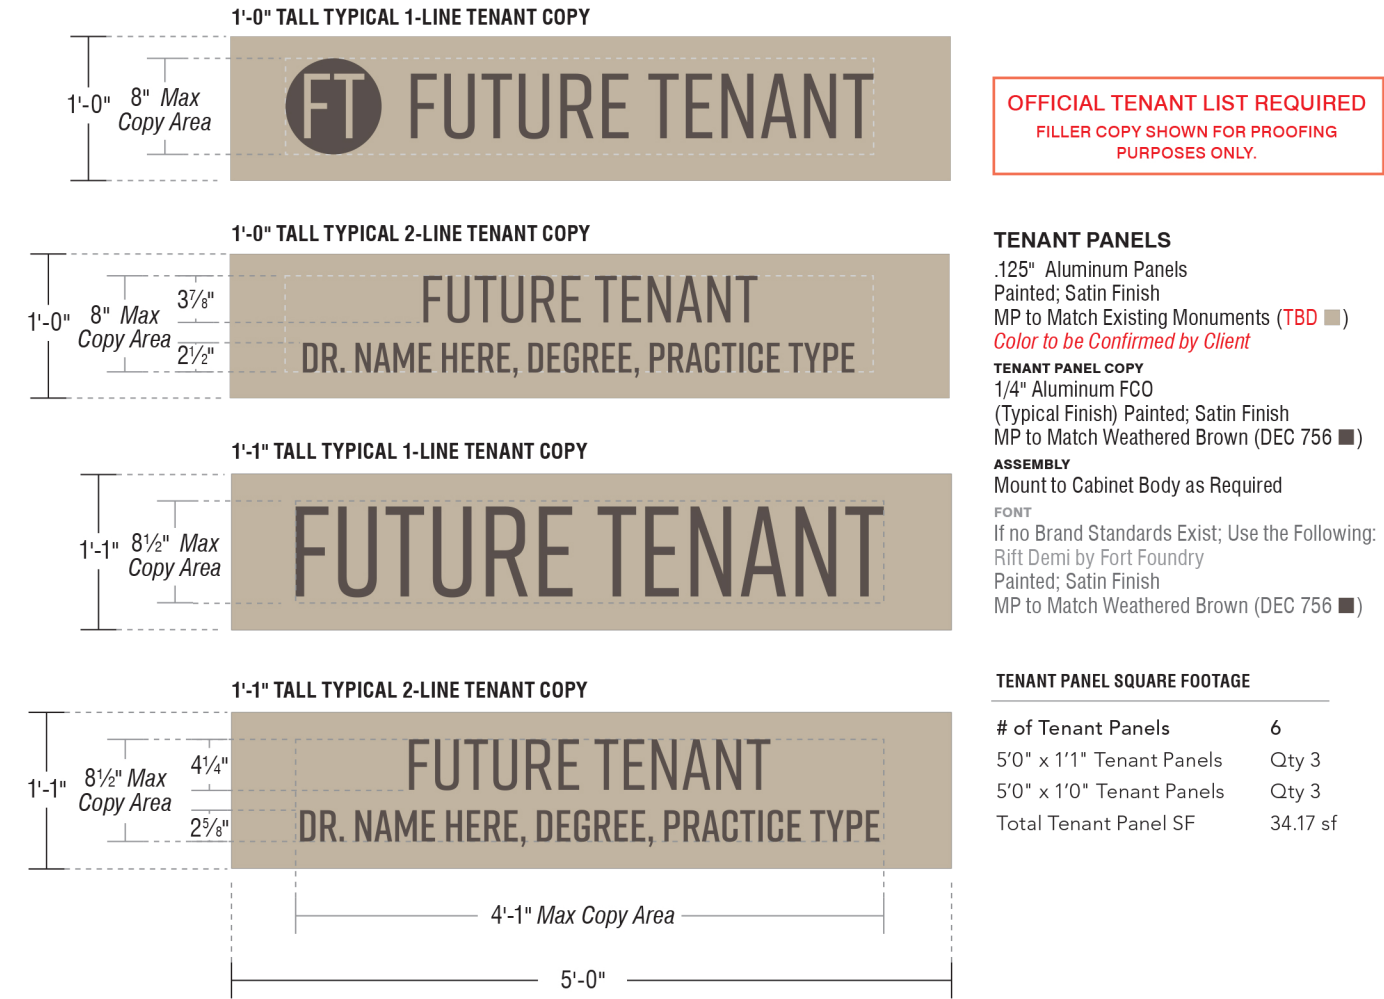 1'-0" TALL TYPICAL 1-LINE TENANT COPY
1'-0"
8" Max
Copy Area
FT FUTURE TENANT
1'-0" TALL TYPICAL 2-LINE TENANT COPY
1'-0"
8" Max
Copy Area
3⅞"
2½"
FUTURE TENANT
DR. NAME HERE, DEGREE, PRACTICE TYPE
1'-1" TALL TYPICAL 1-LINE TENANT COPY
1'-1"
8½" Max
Copy Area
FUTURE TENANT
1'-1" TALL TYPICAL 2-LINE TENANT COPY
1'-1"
8½" Max
Copy Area
4¼"
2⅝"
FUTURE TENANT
DR. NAME HERE, DEGREE, PRACTICE TYPE
4'-1" Max Copy Area
5'-0"
OFFICIAL TENANT LIST REQUIRED
FILLER COPY SHOWN FOR PROOFING
PURPOSES ONLY.
TENANT PANELS
.125" Aluminum Panels
Painted; Satin Finish
MP to Match Existing Monuments (TBD )
Color to be Confirmed by Client
TENANT PANEL COPY
1/4" Aluminum FCO
(Typical Finish) Painted; Satin Finish
MP to Match Weathered Brown (DEC 756 )
ASSEMBLY
Mount to Cabinet Body as Required
FONT
If no Brand Standards Exist; Use the Following:
Rift Demi by Fort Foundry
Painted; Satin Finish
MP to Match Weathered Brown (DEC 756 )
TENANT PANEL SQUARE FOOTAGE
# of Tenant Panels 6
5'0" x 1'1" Tenant Panels Qty 3
5'0" x 1'0" Tenant Panels Qty 3
Total Tenant Panel SF 34.17 sf